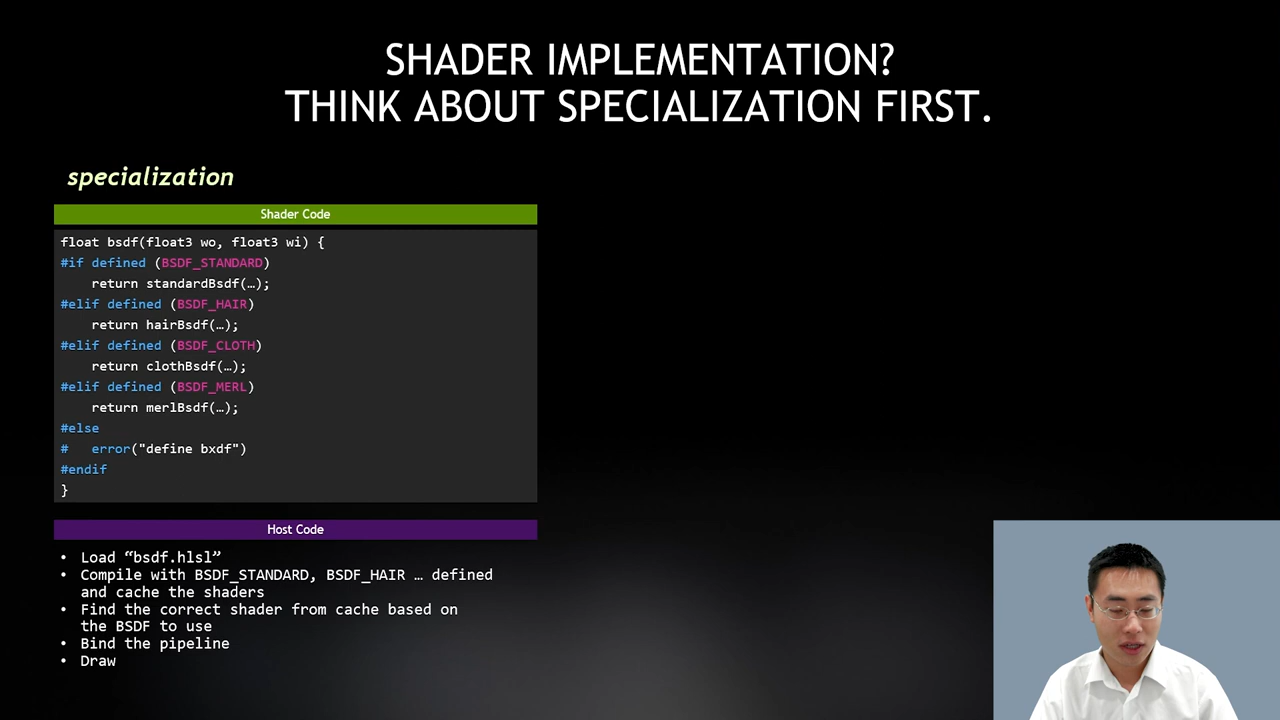 SHADER IMPLEMENTATION?
THINK ABOUT SPECIALIZATION FIRST.
specialization
Shader Code
float bsdf(float3 wo, float3 wi) {
#if defined (BSDF_STANDARD)
    return standardBsdf(…);
#elif defined (BSDF_HAIR)
    return hairBsdf(…);
#elif defined (BSDF_CLOTH)
    return clothBsdf(…);
#elif defined (BSDF_MERL)
    return merlBsdf(…);
#else
#   error("define bxdf")
#endif
}
Host Code
• Load “bsdf.hlsl”
• Compile with BSDF_STANDARD, BSDF_HAIR … defined
and cache the shaders
• Find the correct shader from cache based on
the BSDF to use
• Bind the pipeline
• Draw